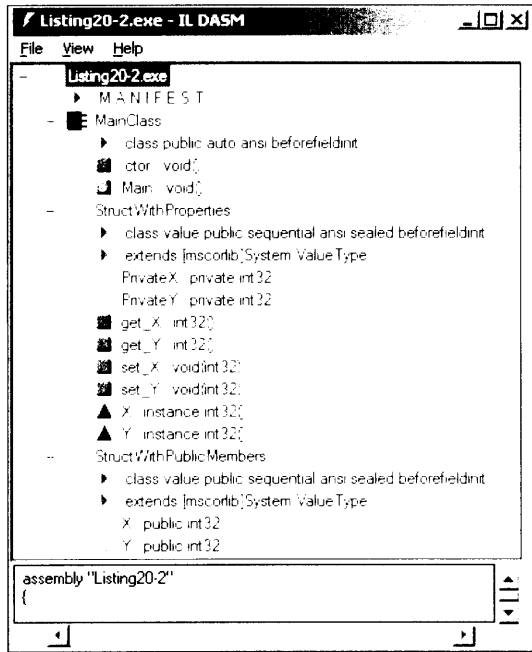 Listing20-2.exe - IL DASM
File View Help
Listing20-2.exe
MANIFEST
MainClass
class public auto ansi beforefieldinit
ctor void()
Main void()
StructWithProperties
class value public sequential ansi sealed beforefieldinit
extends [mscorlib]System ValueType
PrivateX private int32
PrivateY private int32
get_X int32()
get_Y int32()
set_X void(int32)
set_Y void(int32)
X instance int32()
Y instance int32()
StructWithPublicMembers
class value public sequential ansi sealed beforefieldinit
extends [mscorlib]System ValueType
X public int32
Y public int32
assembly "Listing20-2"
{